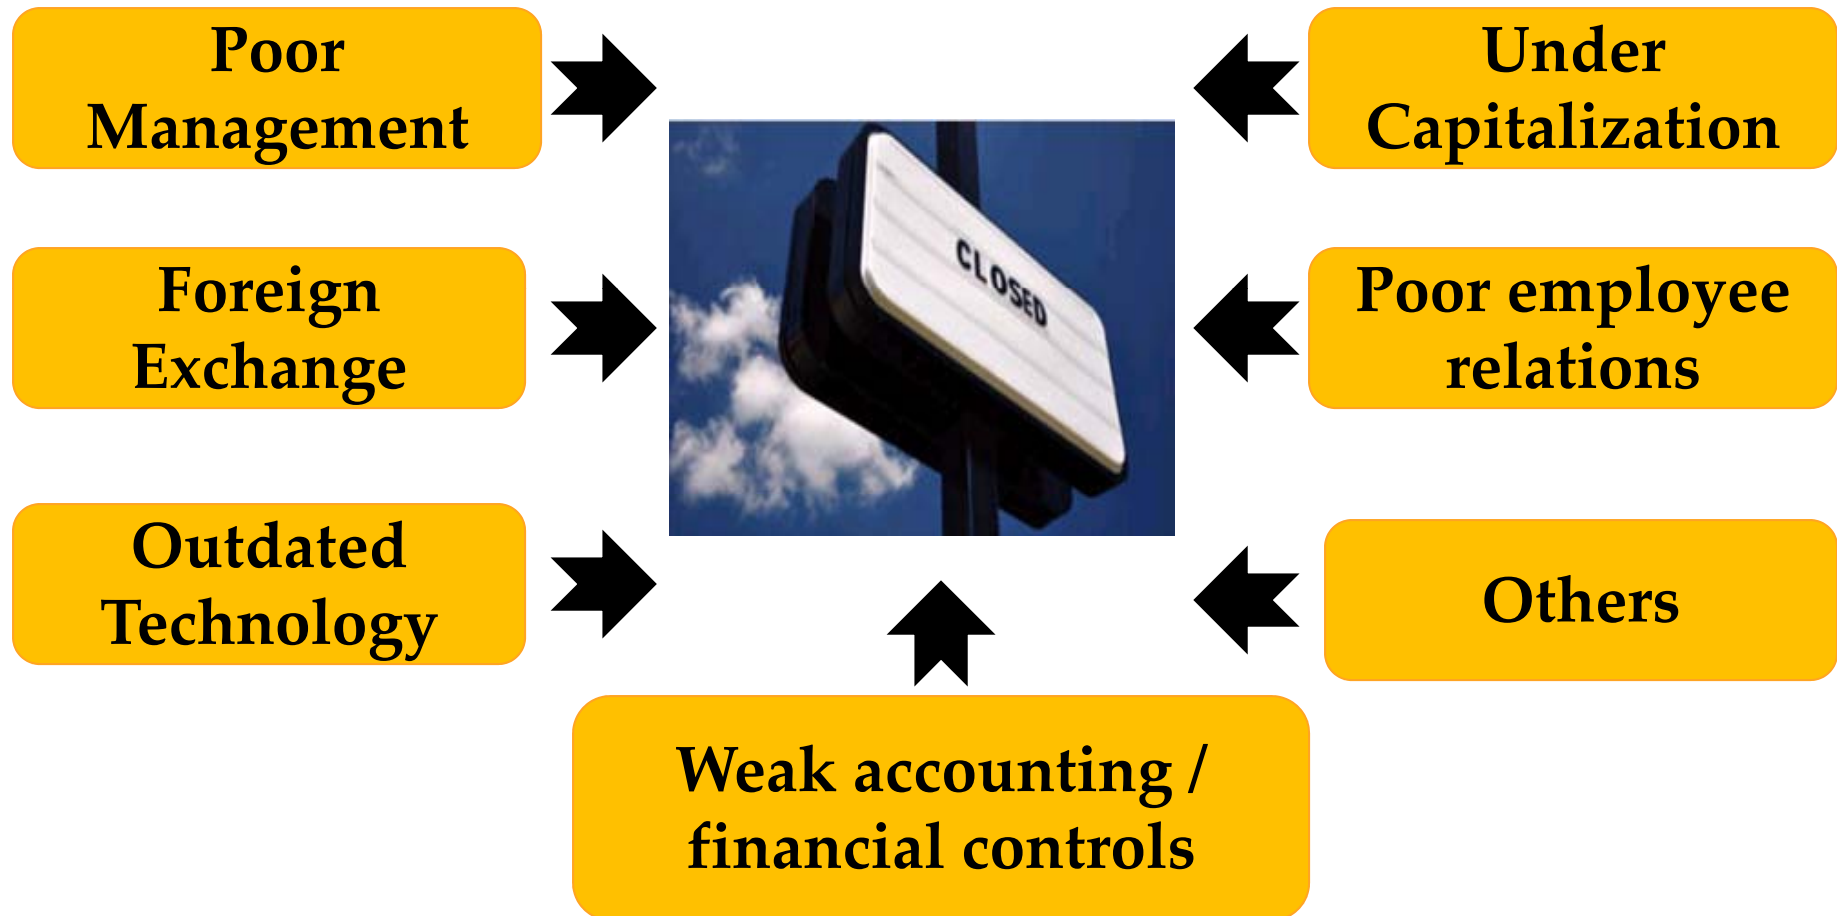 Poor
Management
Under
Capitalization
CLOSED
Foreign
Exchange
Poor employee
relations
Outdated
Technology
Others
Weak accounting /
financial controls